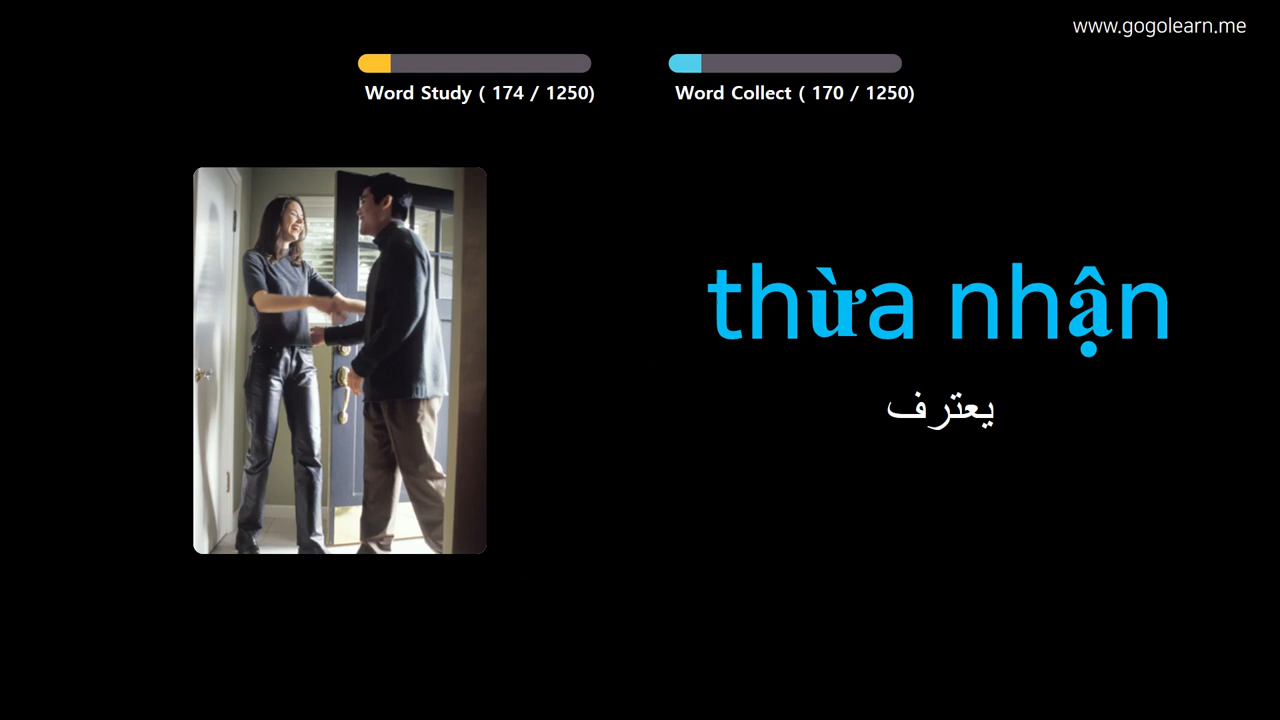 www.gogolearn.me
Word Study ( 174 / 1250)
Word Collect ( 170 / 1250)
thừa nhận
يعترف